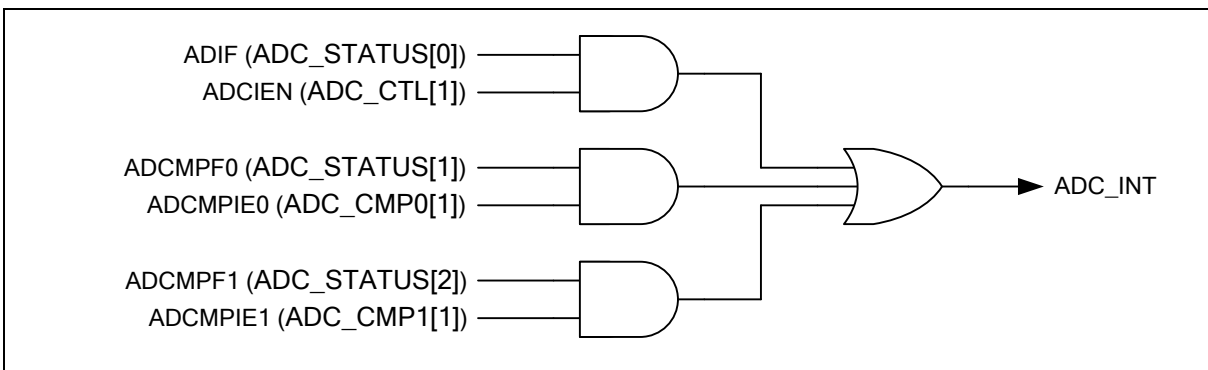 ADIF (ADC_STATUS[0])
ADCIEN (ADC_CTL[1])
ADCMPF0 (ADC_STATUS[1])
ADCMPIE0 (ADC_CMP0[1])
ADC_INT
ADCMPF1 (ADC_STATUS[2])
ADCMPIE1 (ADC_CMP1[1])